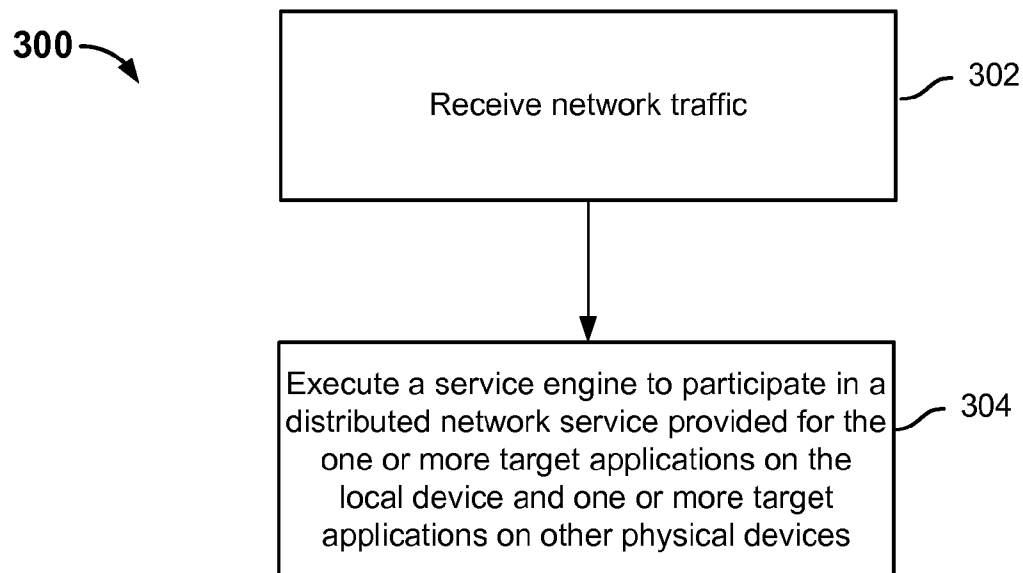 300
Receive network traffic
302
Execute a service engine to participate in a
distributed network service provided for the
one or more target applications on the
local device and one or more target
applications on other physical devices
304